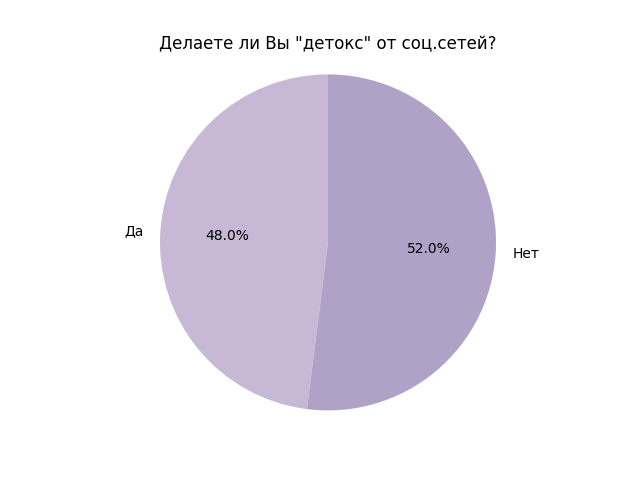 Делаете ли Вы "детокс" от соц.сетей?
Да
48.0%
52.0%
Нет